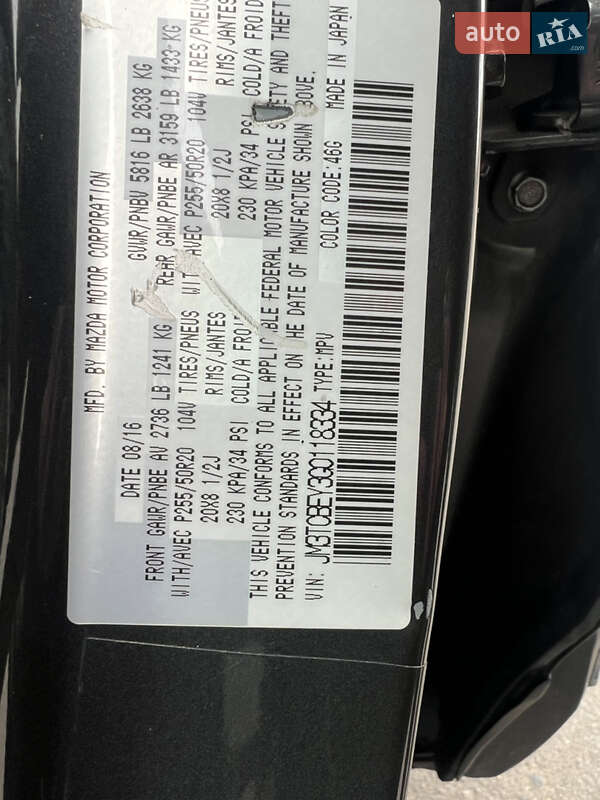 MFD. BY MAZDA MOTOR CORPORATION
DATE 08/16 GVWR/PNBV 5816 LB 2638 KG
FRONT GAWR/PNBE AV 2736 LB 1241 KG REAR GAWR/PNBE AR 3159 LB 1433 KG
WITH/AVEC P255/50R20 104V TIRES/PNEUS WITH/AVEC P255/50R20 104V TIRES/PNEUS
20X8 1/2J RIMS/JANTES 20X8 1/2J RIMS/JANTES
230 KPA/34 PSI COLD/A FROID 230 KPA/34 PSI COLD/A FROID
THIS VEHICLE CONFORMS TO ALL APPLICABLE FEDERAL MOTOR VEHICLE SAFETY AND THEFT
PREVENTION STANDARDS IN EFFECT ON THE DATE OF MANUFACTURE SHOWN ABOVE.
VIN: JM3TCBEY3G0118334 TYPE:MPV COLOR CODE:46G MADE IN JAPAN
auto RIA.com